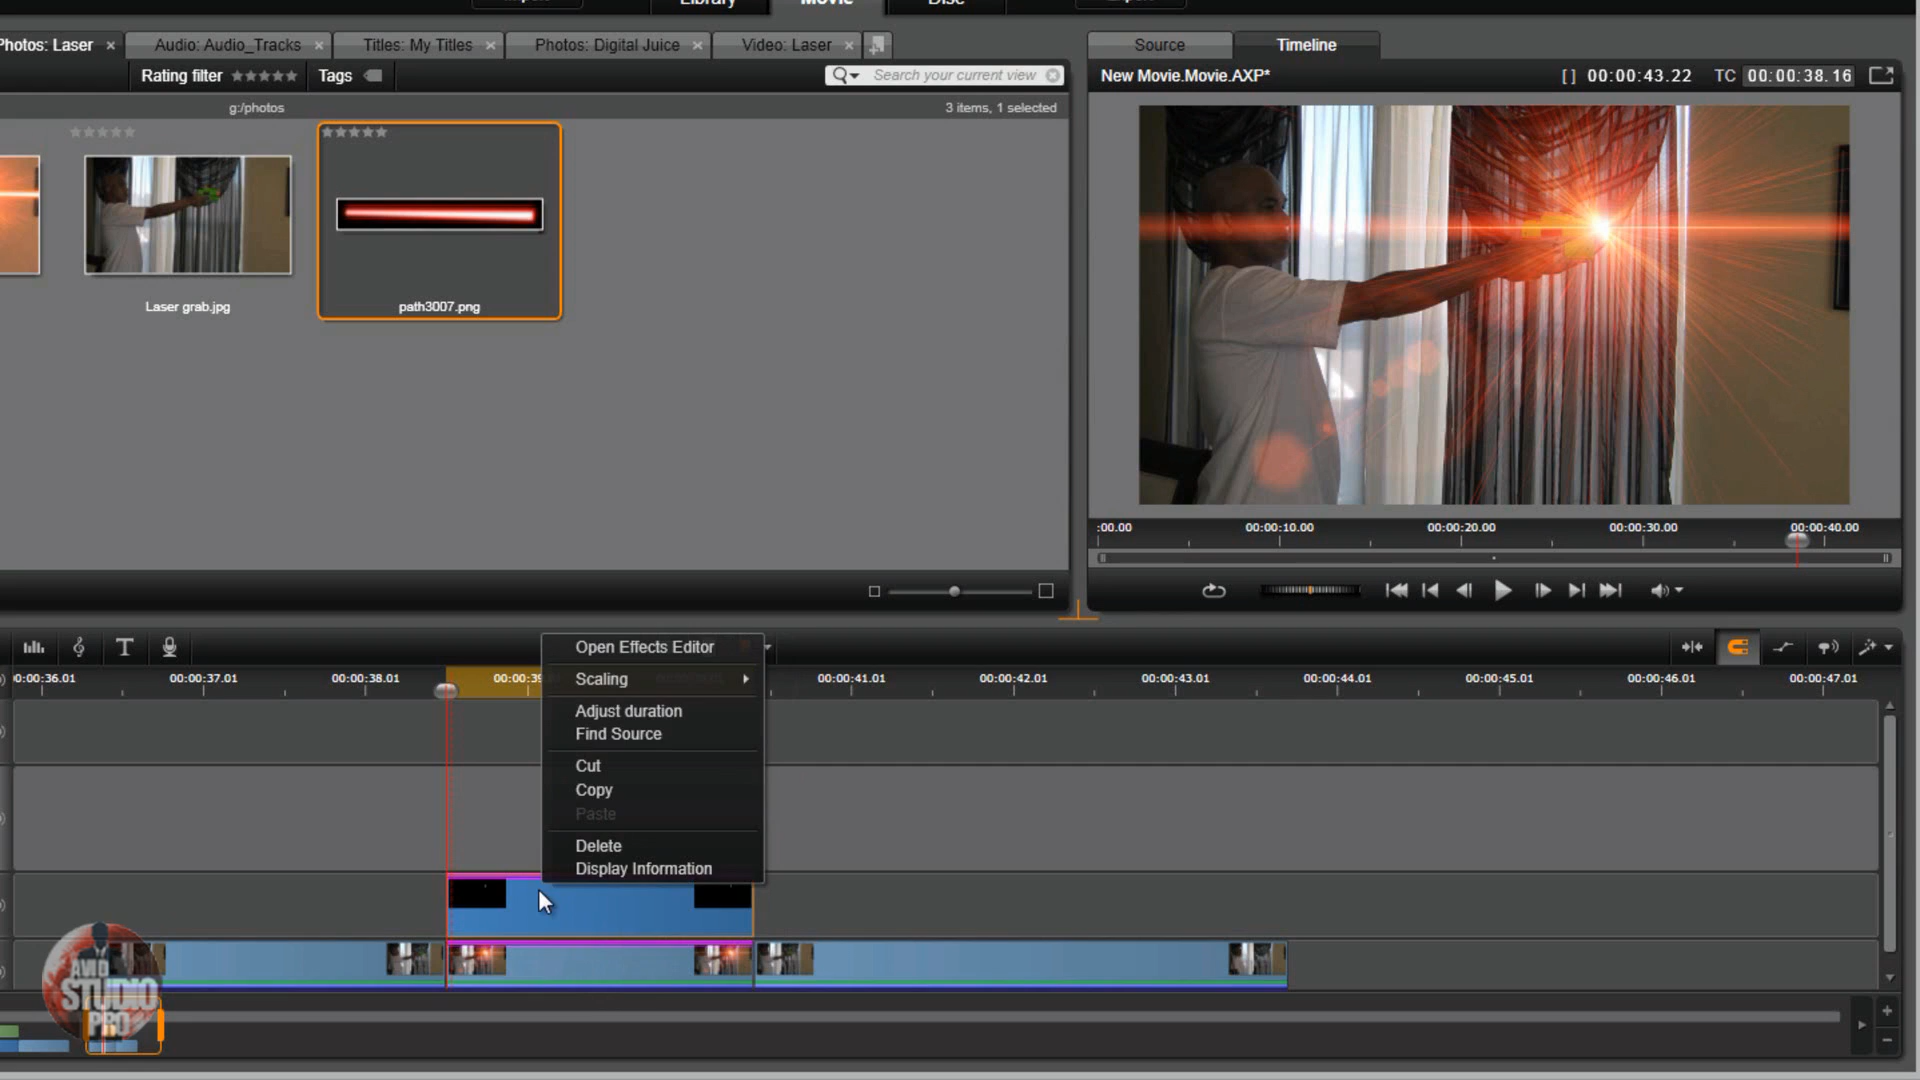 Library
Movie
Disc
Photos: Laser
Audio: Audio_Tracks
Titles: My Titles
Photos: Digital Juice
Video: Laser
Source
Timeline
Rating filter
Tags
Search your current view
New Movie.Movie.AXP*
[ ] 00:00:43.22
TC 00:00:38.16
g:/photos
3 items, 1 selected
Laser grab.jpg
path3007.png
:00.00
00:00:10.00
00:00:20.00
00:00:30.00
00:00:40.00
T
Open Effects Editor
Scaling
Adjust duration
Find Source
Cut
Copy
Paste
Delete
Display Information
0:00:36.01
00:00:37.01
00:00:38.01
00:00:39
00:00:41.01
00:00:42.01
00:00:43.01
00:00:44.01
00:00:45.01
00:00:46.01
00:00:47.01
AVID
STUDIO
PRO